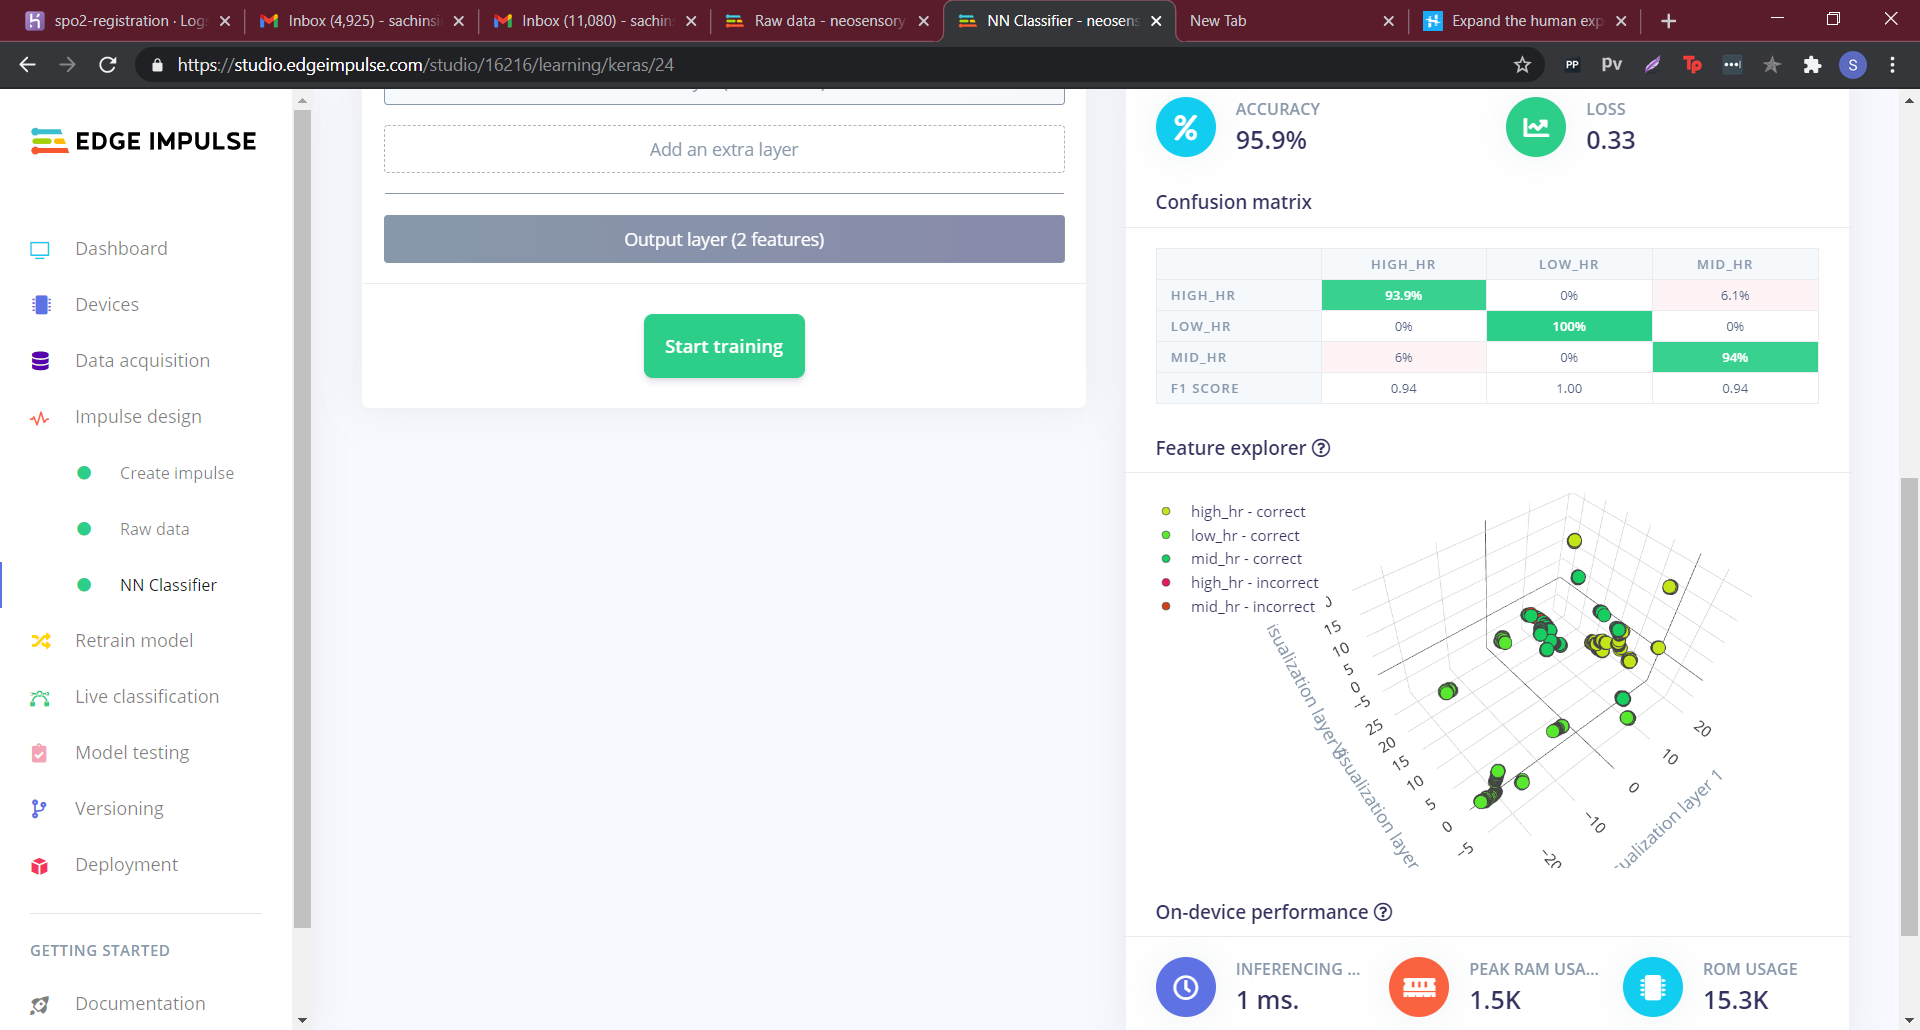 spo2-registration · Log
Inbox (4,925) - sachinsi
Inbox (11,080) - sachin
Raw data - neosensory
NN Classifier - neosens
New Tab
Expand the human exp
https://studio.edgeimpulse.com/studio/16216/learning/keras/24
PP
Pv
Tp
S
EDGE IMPULSE
Dashboard
Devices
Data acquisition
Impulse design
Create impulse
Raw data
NN Classifier
Retrain model
Live classification
Model testing
Versioning
Deployment
GETTING STARTED
Documentation
Add an extra layer
Output layer (2 features)
Start training
ACCURACY
95.9%
LOSS
0.33
Confusion matrix
HIGH_HR LOW_HR MID_HR
HIGH_HR 93.9% 0% 6.1%
LOW_HR 0% 100% 0%
MID_HR 6% 0% 94%
F1 SCORE 0.94 1.00 0.94
Feature explorer
high_hr - correct
low_hr - correct
mid_hr - correct
high_hr - incorrect
mid_hr - incorrect
0
15
10
5
0
-5
isualization layer
25
20
15
10
5
0
-5
Visualization layer
20
10
0
-10
-20
ualization layer 1
On-device performance
INFERENCING ...
1 ms.
PEAK RAM USA...
1.5K
ROM USAGE
15.3K